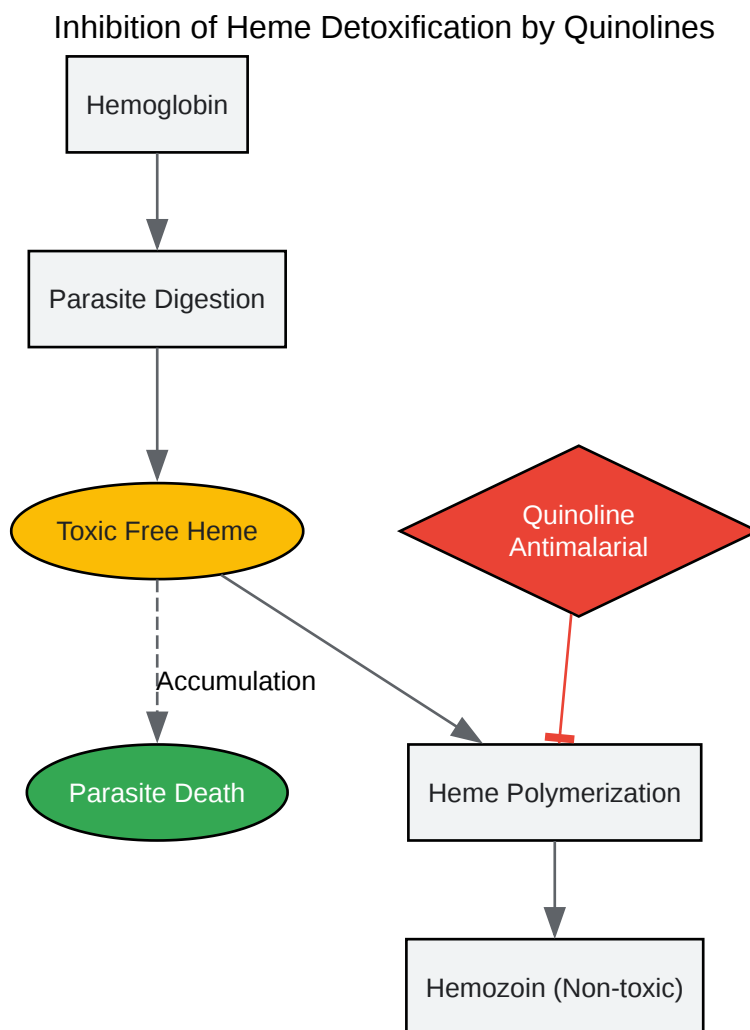 Inhibition of Heme Detoxification by Quinolines
Hemoglobin
Parasite Digestion
Toxic Free Heme
Quinoline
Antimalarial
Accumulation
Parasite Death
Heme Polymerization
Hemozoin (Non-toxic)